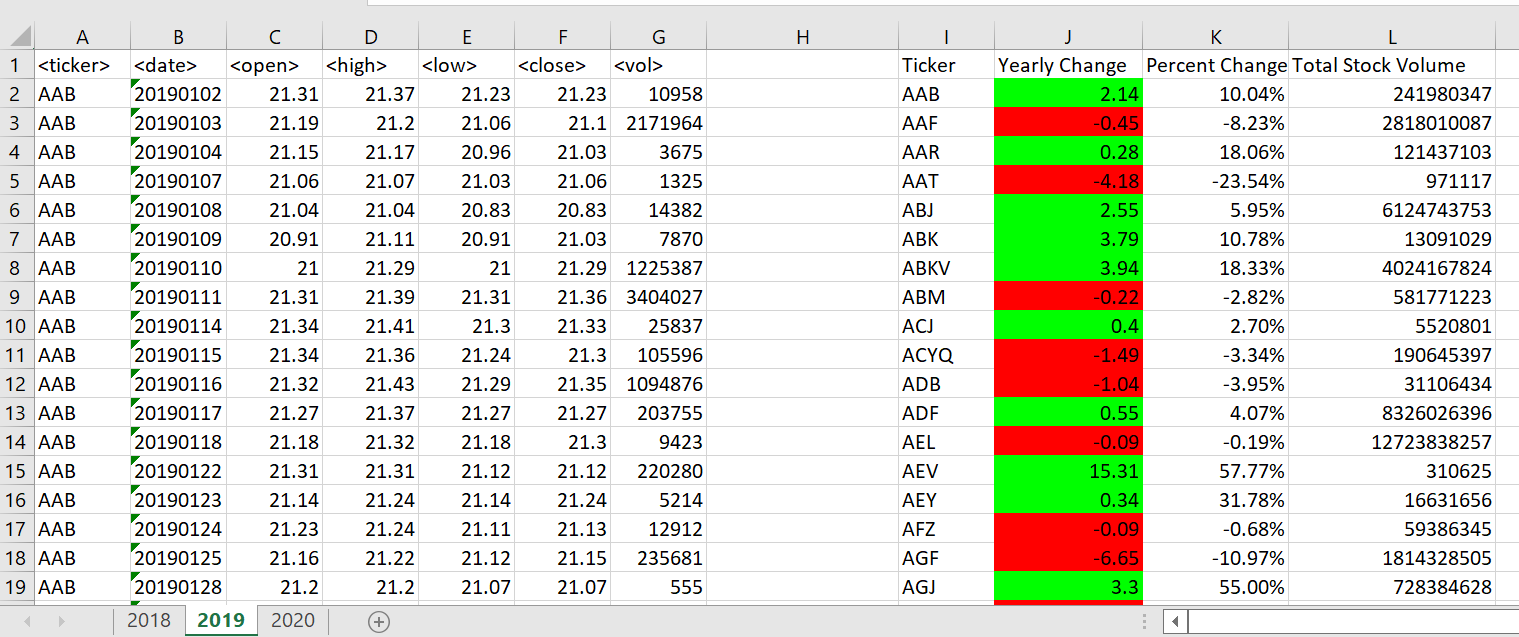 A B C D E F G H I J K L
1 <ticker> <date> <open> <high> <low> <close> <vol> Ticker Yearly Change Percent Change Total Stock Volume
2 AAB 20190102 21.31 21.37 21.23 21.23 10958 AAB 2.14 10.04% 241980347
3 AAB 20190103 21.19 21.2 21.06 21.1 2171964 AAF -0.45 -8.23% 2818010087
4 AAB 20190104 21.15 21.17 20.96 21.03 3675 AAR 0.28 18.06% 121437103
5 AAB 20190107 21.06 21.07 21.03 21.06 1325 AAT -4.18 -23.54% 971117
6 AAB 20190108 21.04 21.04 20.83 20.83 14382 ABJ 2.55 5.95% 6124743753
7 AAB 20190109 20.91 21.11 20.91 21.03 7870 ABK 3.79 10.78% 13091029
8 AAB 20190110 21 21.29 21 21.29 1225387 ABKV 3.94 18.33% 4024167824
9 AAB 20190111 21.31 21.39 21.31 21.36 3404027 ABM -0.22 -2.82% 581771223
10 AAB 20190114 21.34 21.41 21.3 21.33 25837 ACJ 0.4 2.70% 5520801
11 AAB 20190115 21.34 21.36 21.24 21.3 105596 ACYQ -1.49 -3.34% 190645397
12 AAB 20190116 21.32 21.43 21.29 21.35 1094876 ADB -1.04 -3.95% 31106434
13 AAB 20190117 21.27 21.37 21.27 21.27 203755 ADF 0.55 4.07% 8326026396
14 AAB 20190118 21.18 21.32 21.18 21.3 9423 AEL -0.09 -0.19% 12723838257
15 AAB 20190122 21.31 21.31 21.12 21.12 220280 AEV 15.31 57.77% 310625
16 AAB 20190123 21.14 21.24 21.14 21.24 5214 AEY 0.34 31.78% 16631656
17 AAB 20190124 21.23 21.24 21.11 21.13 12912 AFZ -0.09 -0.68% 59386345
18 AAB 20190125 21.16 21.22 21.12 21.15 235681 AGF -6.65 -10.97% 1814328505
19 AAB 20190128 21.2 21.2 21.07 21.07 555 AGJ 3.3 55.00% 728384628
2018 2019 2020